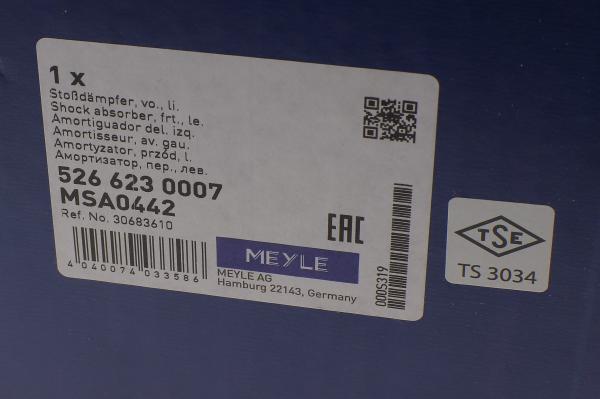 1 x
Stoßdämpfer, vo., li.
Shock absorber, frt., le.
Amortiguador del. izq.
Amortisseur, av. gau.
Amortyzator, przód, l.
Амортизатор, пер., лев.
526 623 0007
MSA0442
Ref. No. 30683610
4 040074 033586
EAC
MEYLE
MEYLE AG
Hamburg 22143, Germany
000S319
TSE
TS 3034